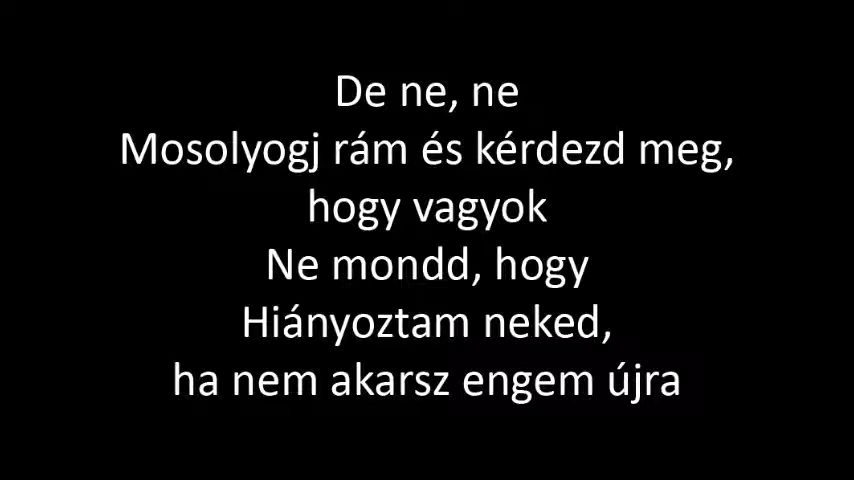 De ne, ne
Mosolyogj rám és kérdezd meg,
hogy vagyok
Ne mondd, hogy
Hiányoztam neked,
ha nem akarsz engem újra